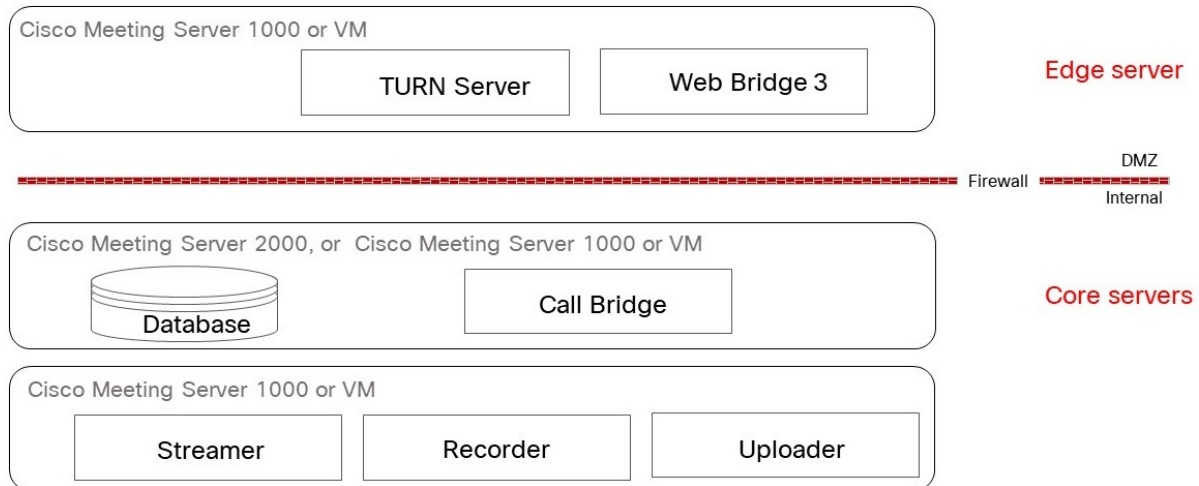 Cisco Meeting Server 1000 or VM
TURN Server
Web Bridge 3
Edge server
DMZ
Firewall
Internal
Cisco Meeting Server 2000, or Cisco Meeting Server 1000 or VM
Database
Call Bridge
Core servers
Cisco Meeting Server 1000 or VM
Streamer
Recorder
Uploader